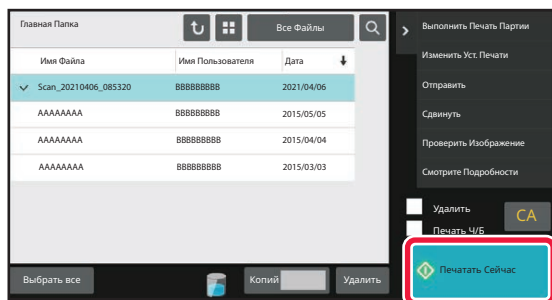 Главная Папка
Все Файлы
Имя Файла Имя Пользователя Дата
Scan_20210406_085320 BBBBBBBBB 2021/04/06
AAAAAAAA BBBBBBBBB 2015/05/05
AAAAAAAA BBBBBBBBB 2015/04/04
AAAAAAAA BBBBBBBBB 2015/03/03
Выбрать все Копий Удалить
Выполнить Печать Партии
Изменить Уст. Печати
Отправить
Сдвинуть
Проверить Изображение
Смотрите Подробности
Удалить
CA
Печать Ч/Б
Печатать Сейчас